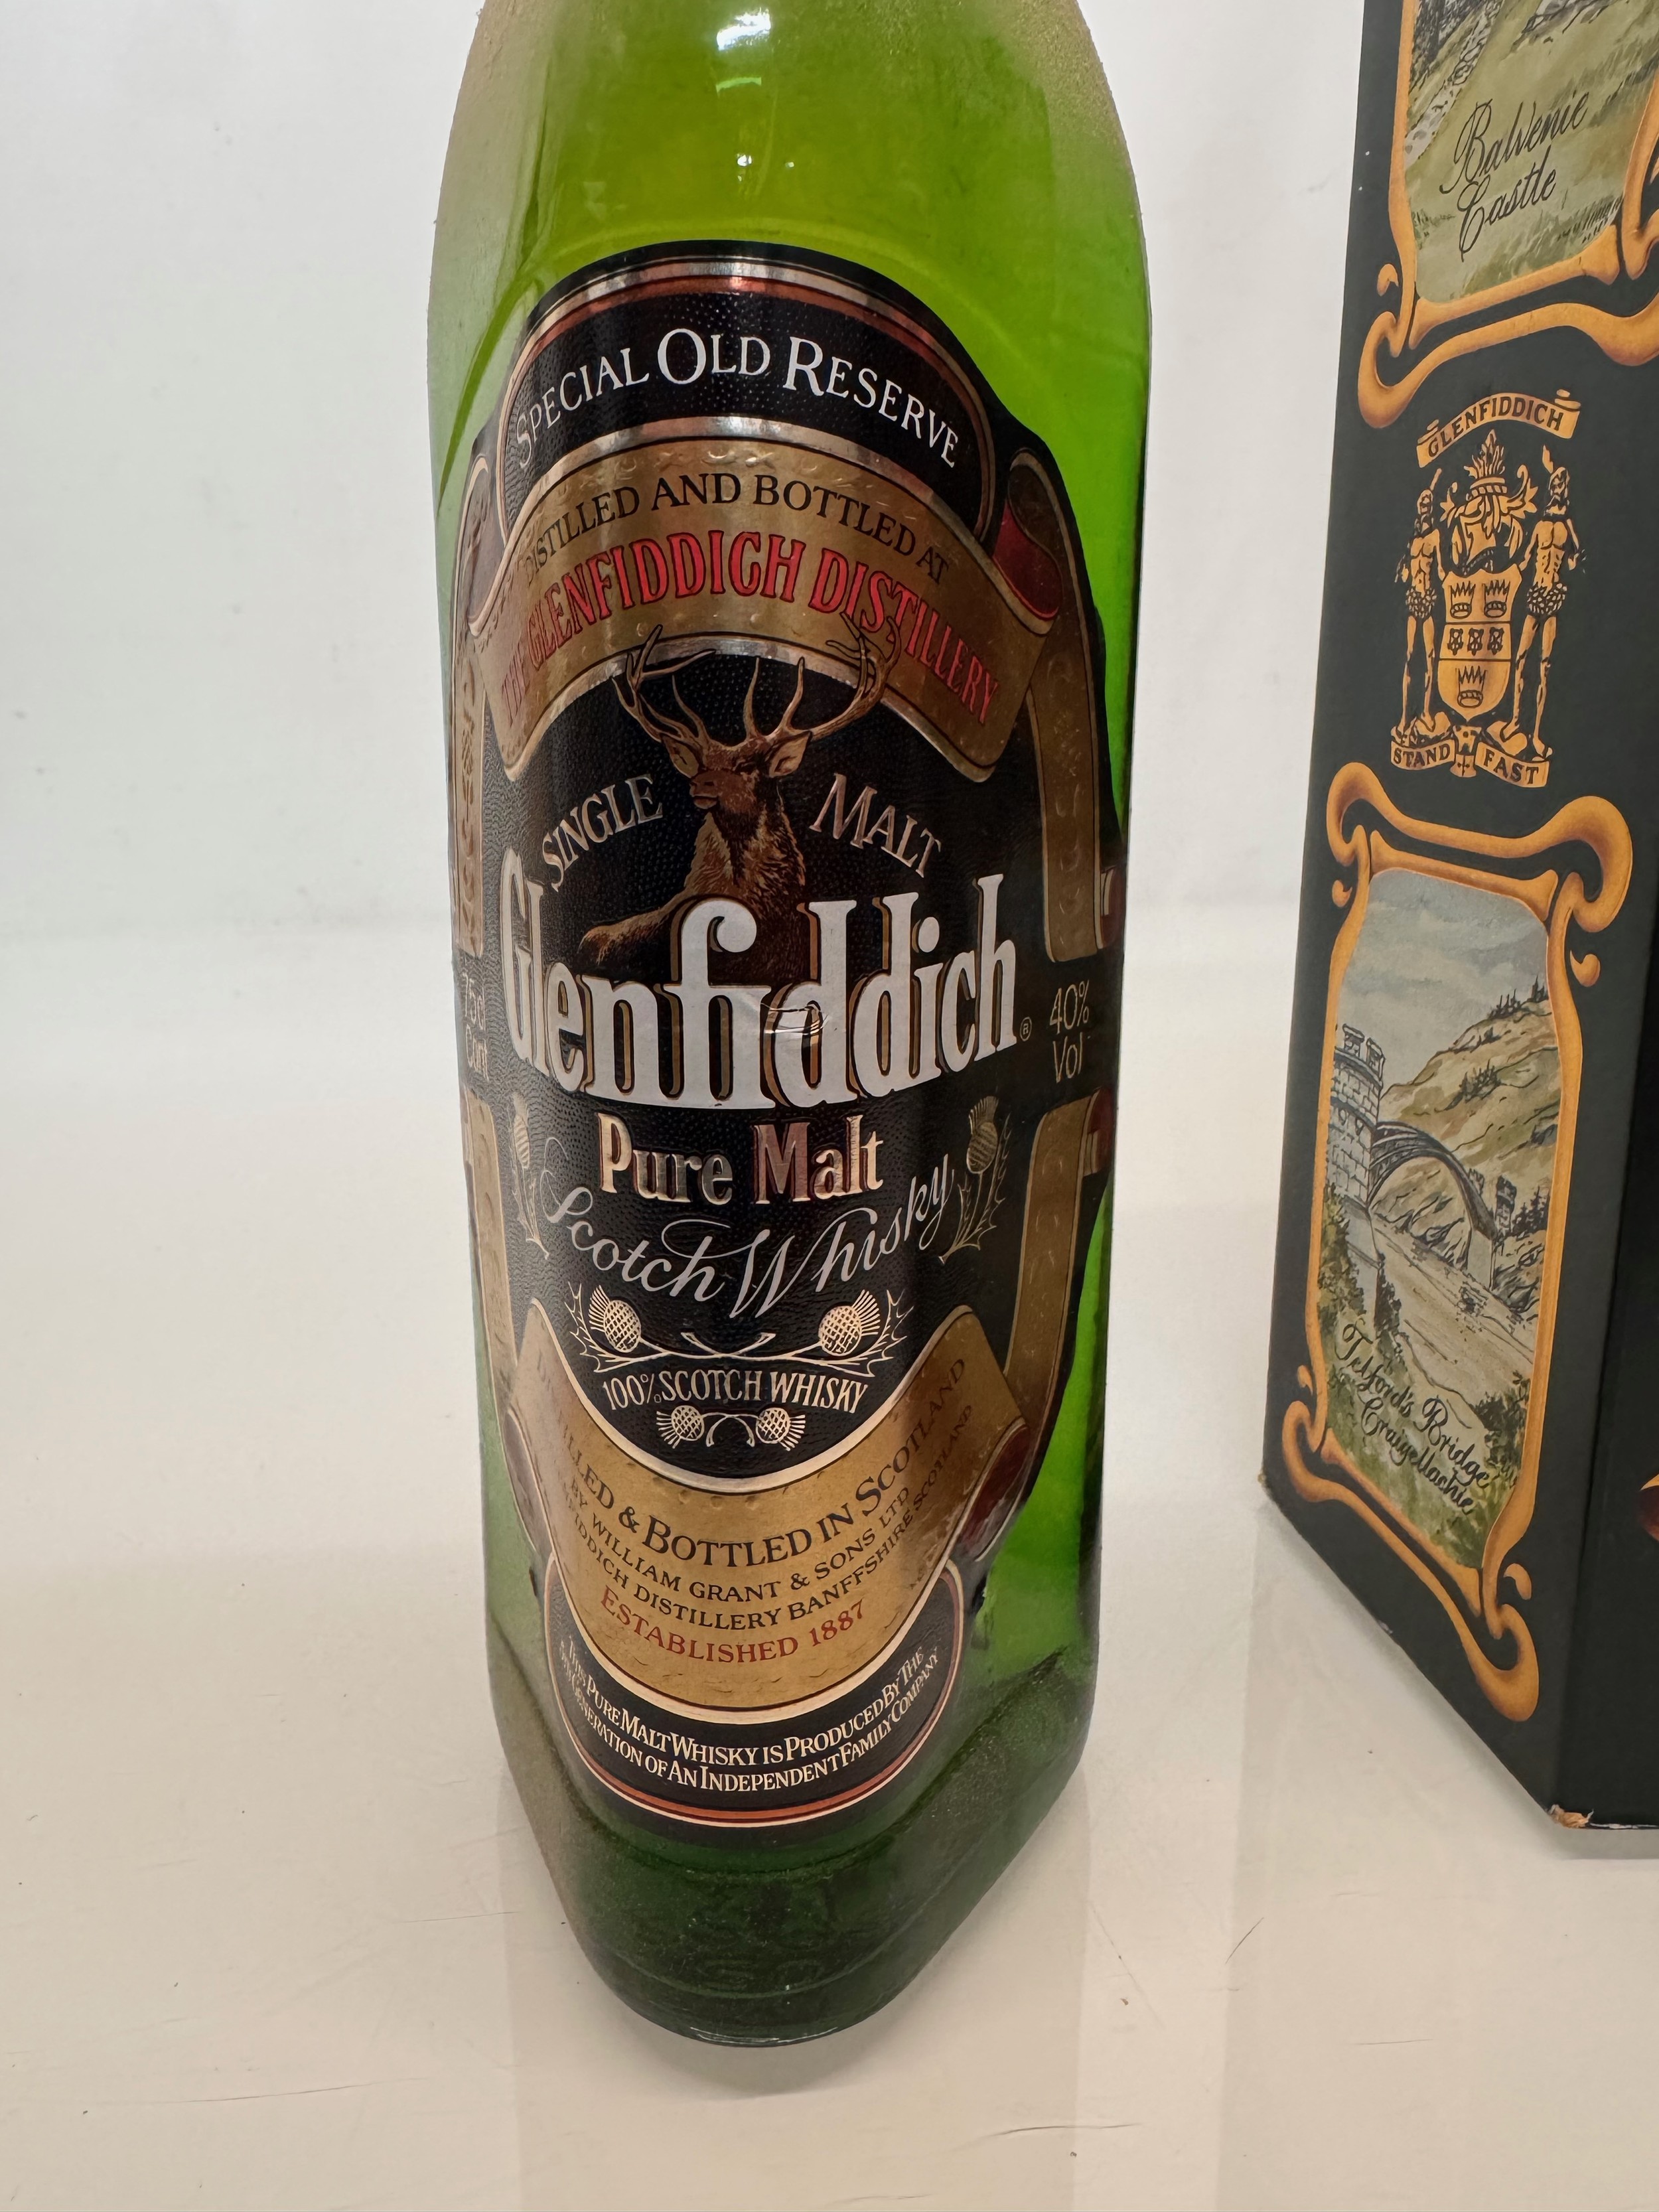 SPECIAL OLD RESERVE
DISTILLED AND BOTTLED AT
THE GLENFIDDICH DISTILLERY
SINGLE MALT
Glenfiddich ®
75cl
40%
Vol
Pure Malt
Scotch Whisky
100% SCOTCH WHISKY
DISTILLED & BOTTLED IN SCOTLAND
BY WILLIAM GRANT & SONS LTD
DISTILLERY BANFFSHIRE SCOTLAND
ESTABLISHED 1887
THIS PURE MALT WHISKY IS PRODUCED BY THE
GENERATION OF AN INDEPENDENT FAMILY COMPANY
Balvenie
Castle
GLENFIDDICH
STAND FAST
Telford's Bridge
Craigellachie